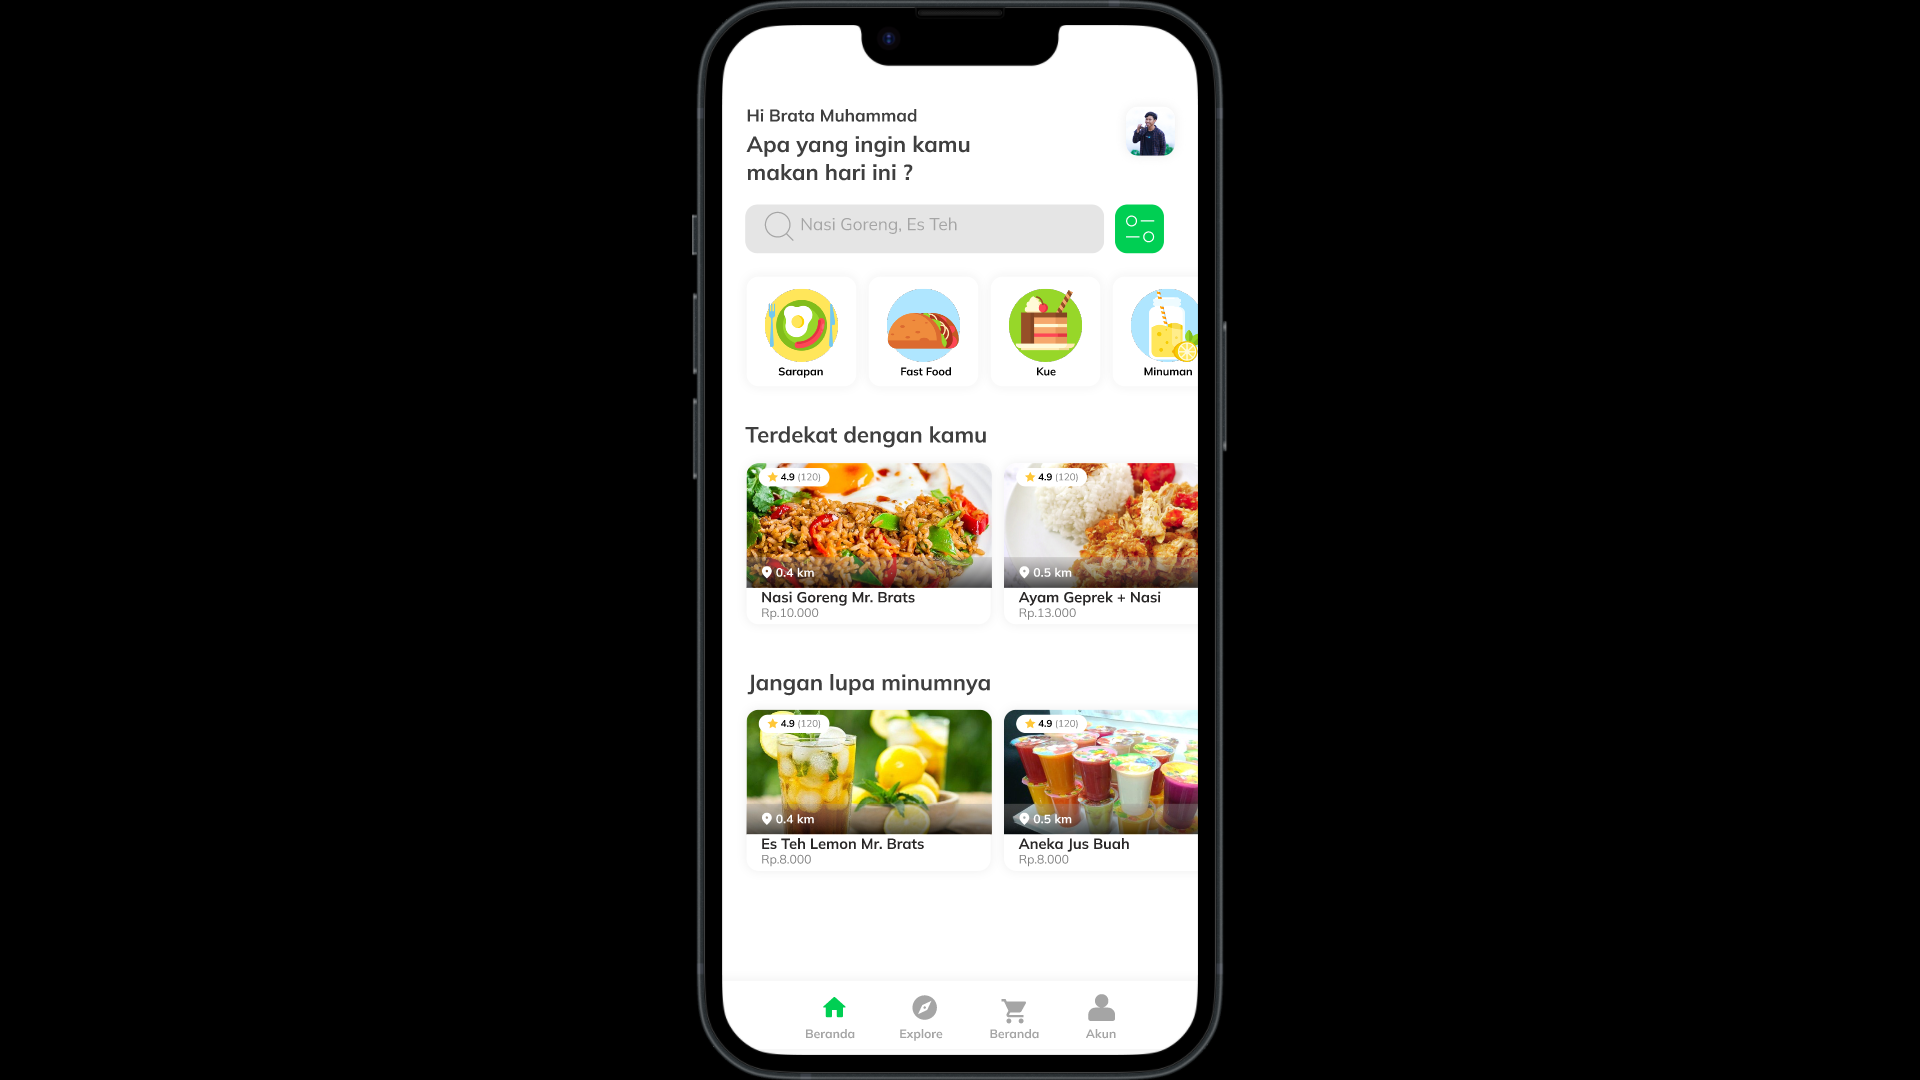 Hi Brata Muhammad
Apa yang ingin kamu
makan hari ini ?
Nasi Goreng, Es Teh
Sarapan
Fast Food
Kue
Minuman
Terdekat dengan kamu
4.9 (120)
0.4 km
Nasi Goreng Mr. Brats
Rp.10.000
4.9 (120)
0.5 km
Ayam Geprek + Nasi
Rp.13.000
Jangan lupa minumnya
4.9 (120)
0.4 km
Es Teh Lemon Mr. Brats
Rp.8.000
4.9 (120)
0.5 km
Aneka Jus Buah
Rp.8.000
Beranda
Explore
Beranda
Akun